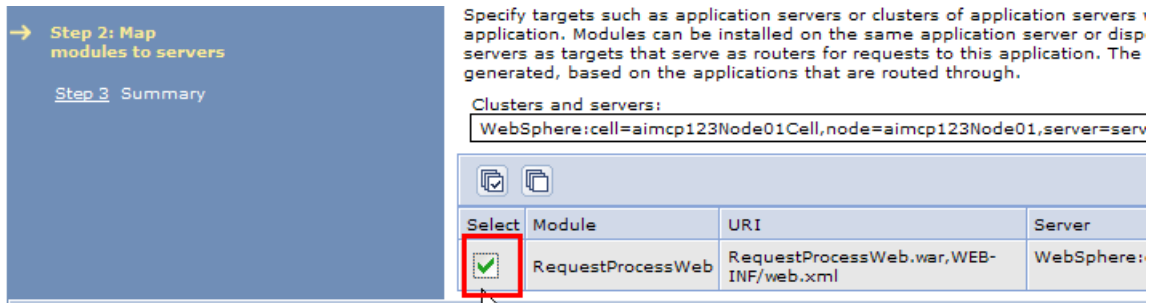 Step 2: Map
modules to servers
Step 3 Summary
Specify targets such as application servers or clusters of application servers
application. Modules can be installed on the same application server or disp
servers as targets that serve as routers for requests to this application. The
generated, based on the applications that are routed through.
Clusters and servers:
WebSphere:cell=aimcp123Node01Cell,node=aimcp123Node01,server=serv
Select Module URI Server
RequestProcessWeb RequestProcessWeb.war,WEB- WebSphere:
INF/web.xml